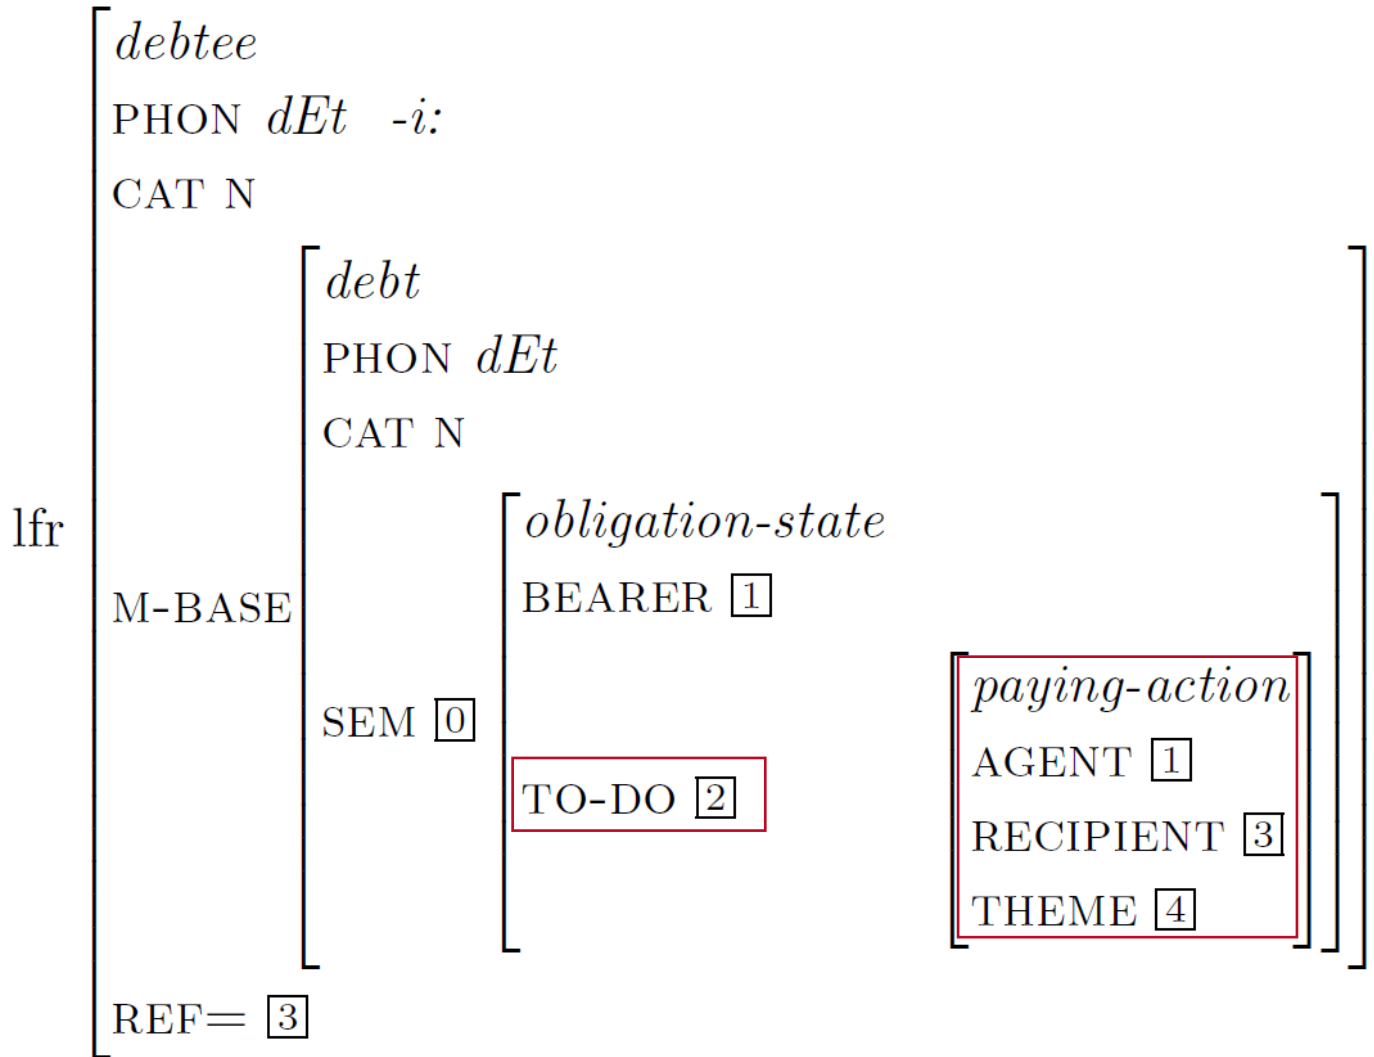 debtee
PHON dEt -i:
CAT N
debt
PHON dEt
CAT N
lfr
obligation-state
M-BASE
BEARER 1
paying-action
SEM 0
AGENT 1
TO-DO 2
RECIPIENT 3
THEME 4
REF= 3